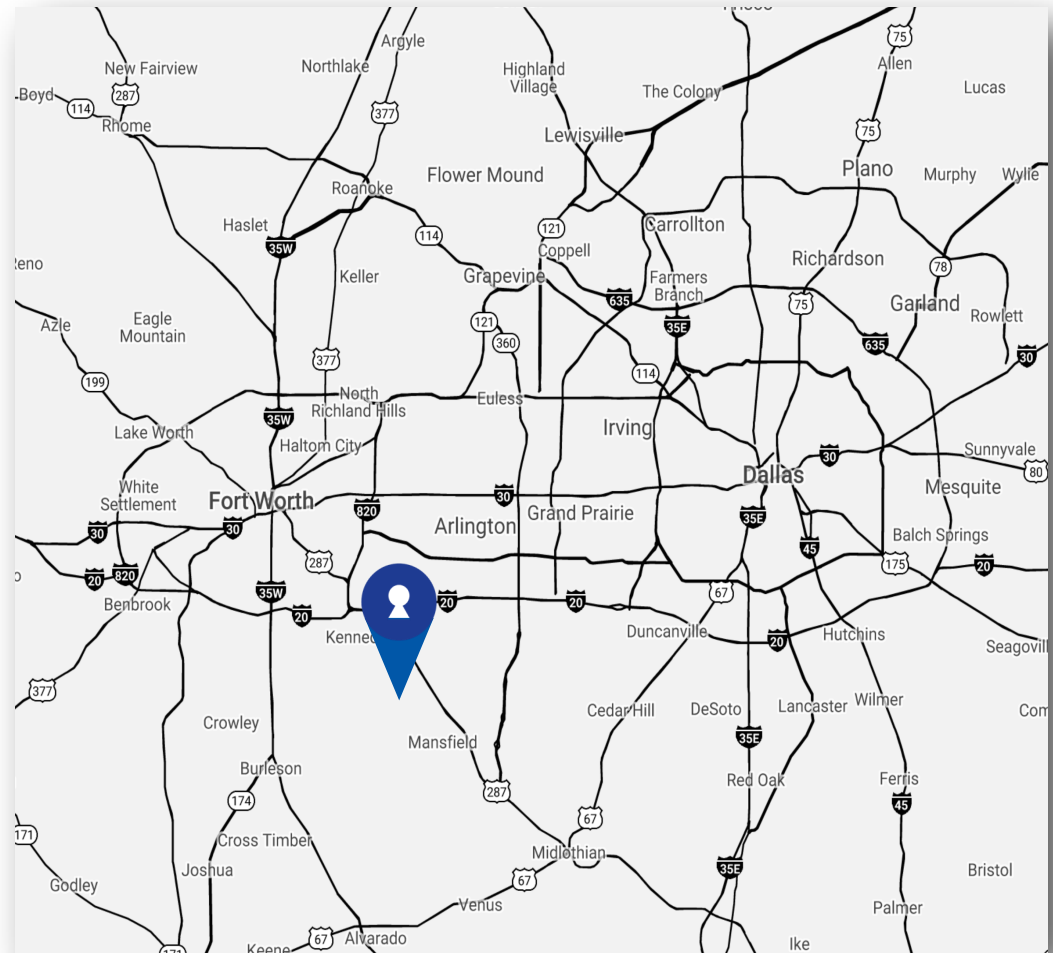 75
Argyle
New Fairview
Northlake
Highland
Village
Allen
Lucas
Boyd
114
287
377
The Colony
Rhome
Lewisville
75
Roanoke
Flower Mound
Plano
Murphy
Wylie
Haslet
35W
114
121
Carrollton
Coppell
Richardson
78
Keller
Grapevine
635
Farmers
Branch
75
Garland
Rowlett
Azle
Eagle
Mountain
121
360
35E
635
30
377
114
199
North
Richland Hills
Euless
35W
Lake Worth
Haltom City
Irving
30
Sunnyvale
80
White
Settlement
Fort Worth
820
30
Dallas
Mesquite
30
30
Arlington
Grand Prairie
35E
45
Balch Springs
287
175
20
20
820
35W
Benbrook
20
20
20
67
Duncanville
20
Hutchins
377
Crowley
Cedar Hill
DeSoto
Lancaster
Wilmer
Mansfield
35E
Burleson
287
Red Oak
Ferris
174
67
45
171
Cross Timber
Midlothian
Joshua
35E
Godley
67
Bristol
Venus
Palmer
67
Alvarado
Keene
Ike
171